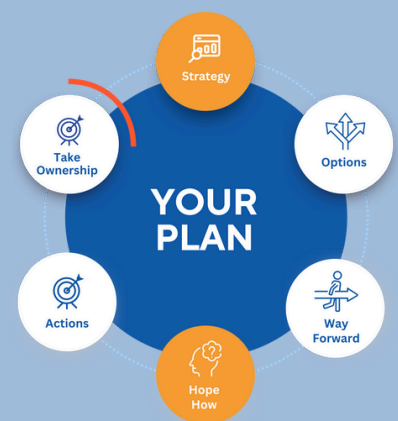 Strategy
Take
Ownership
Options
YOUR
PLAN
Actions
Way
Forward
Hope
How